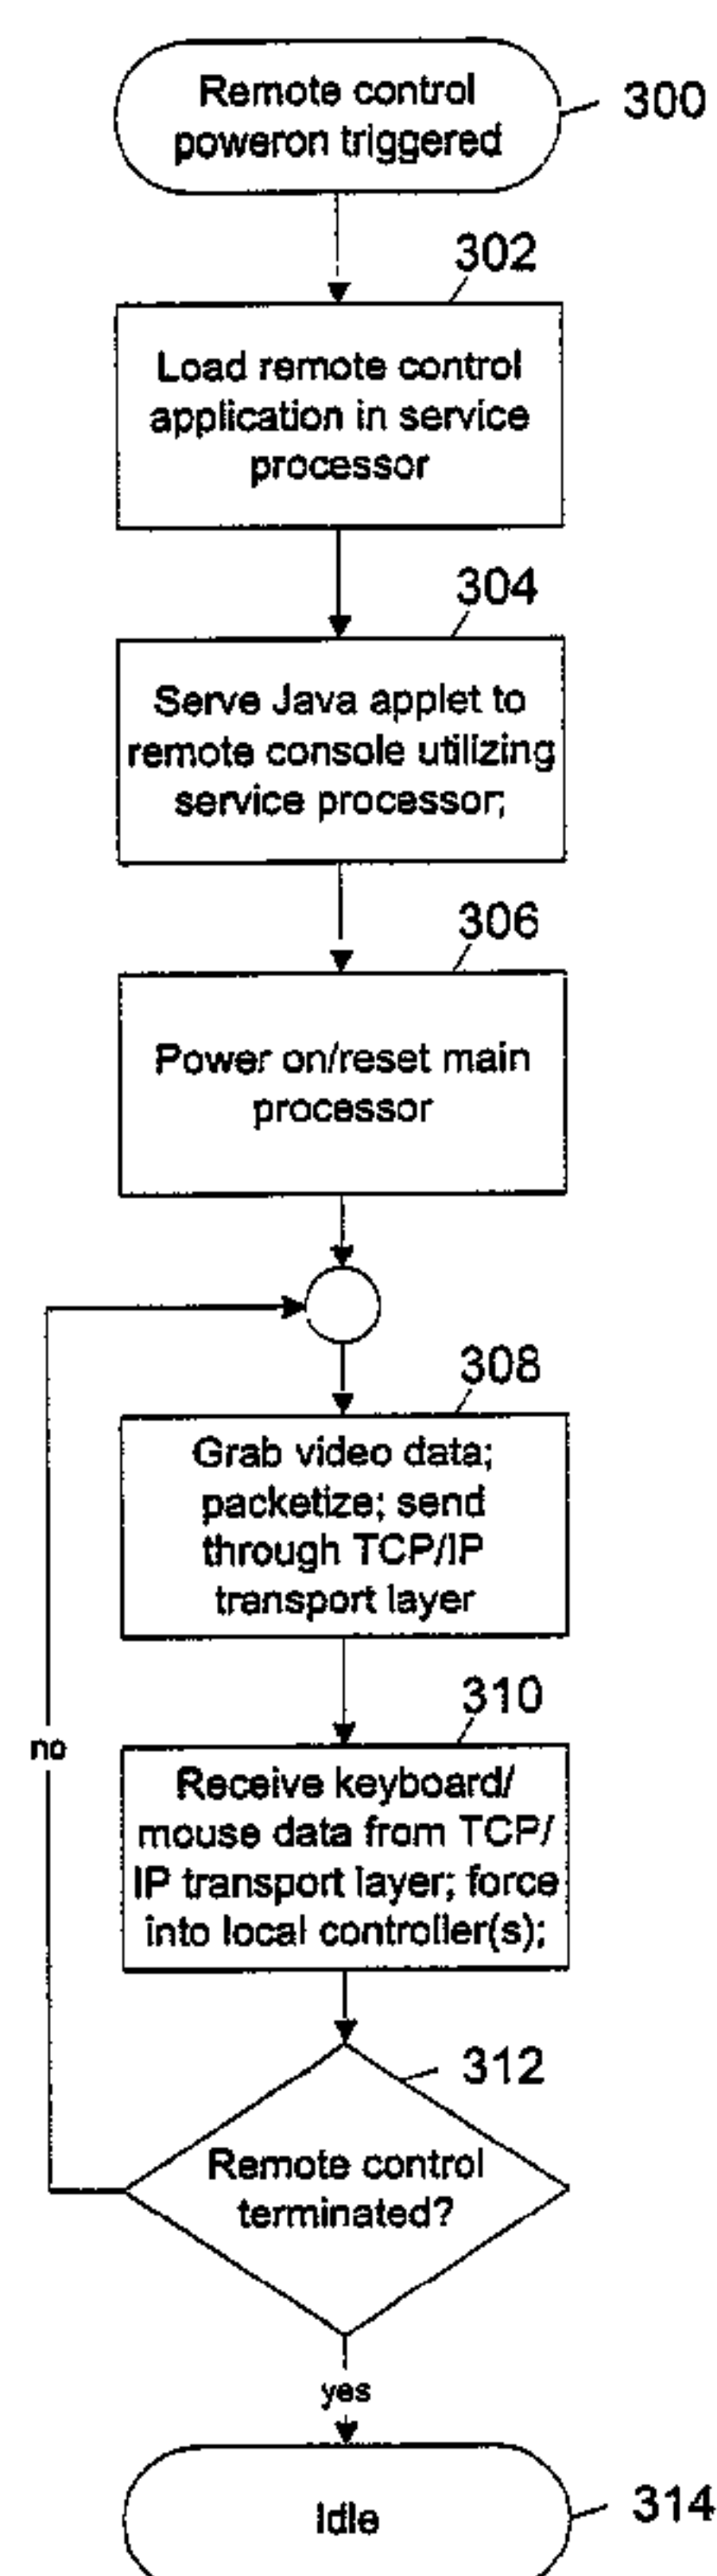 Remote control
poweron triggered
300
302
Load remote control
application in service
processor
304
Serve Java applet to
remote console utilizing
service processor;
306
Power on/reset main
processor
308
Grab video data;
packetize; send
through TCP/IP
transport layer
310
no
Receive keyboard/
mouse data from TCP/
IP transport layer; force
into local controller(s);
312
Remote control
terminated?
yes
Idle
314